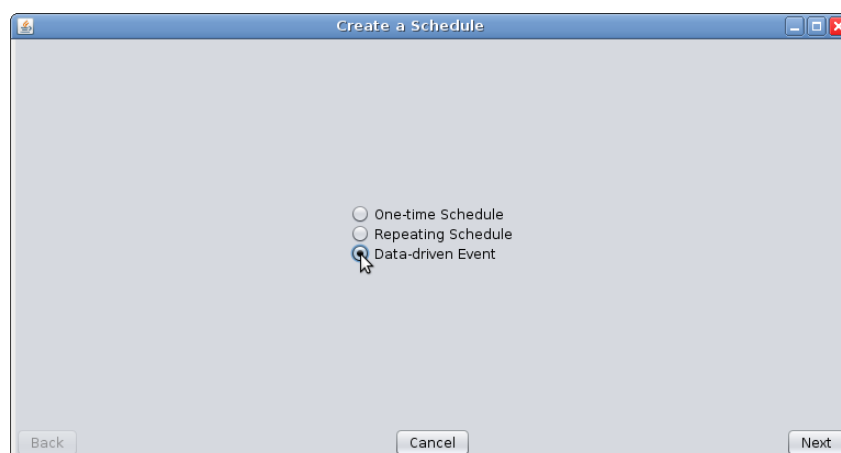 Create a Schedule
One-time Schedule
Repeating Schedule
Data-driven Event
Back Cancel Next